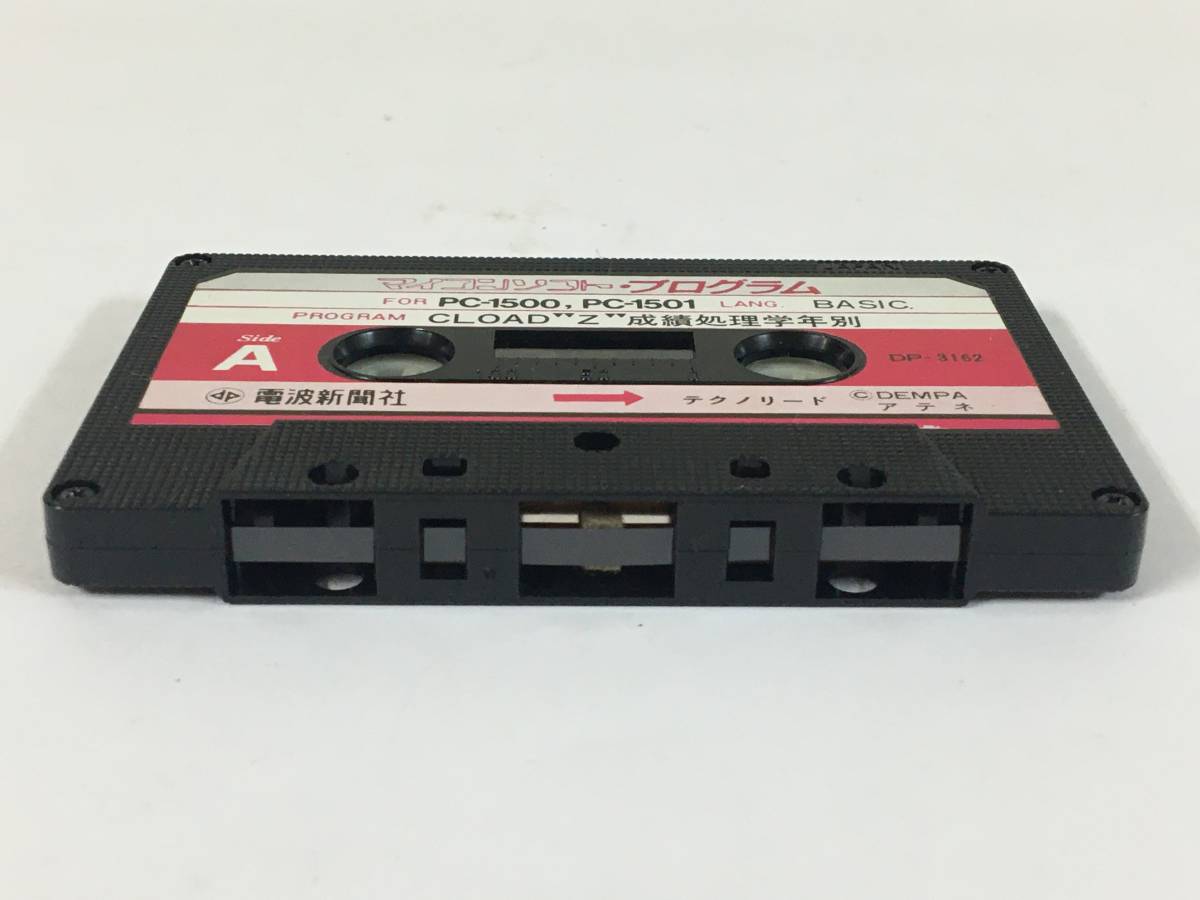 JAPAN
マイコンソフト・プログラム
FOR PC-1500, PC-1501 LANG. BASIC.
PROGRAM CLOAD"Z"成績処理学年別
Side
A
DP-3162
電波新聞社 テクノリード ©DEMPA
アテネ